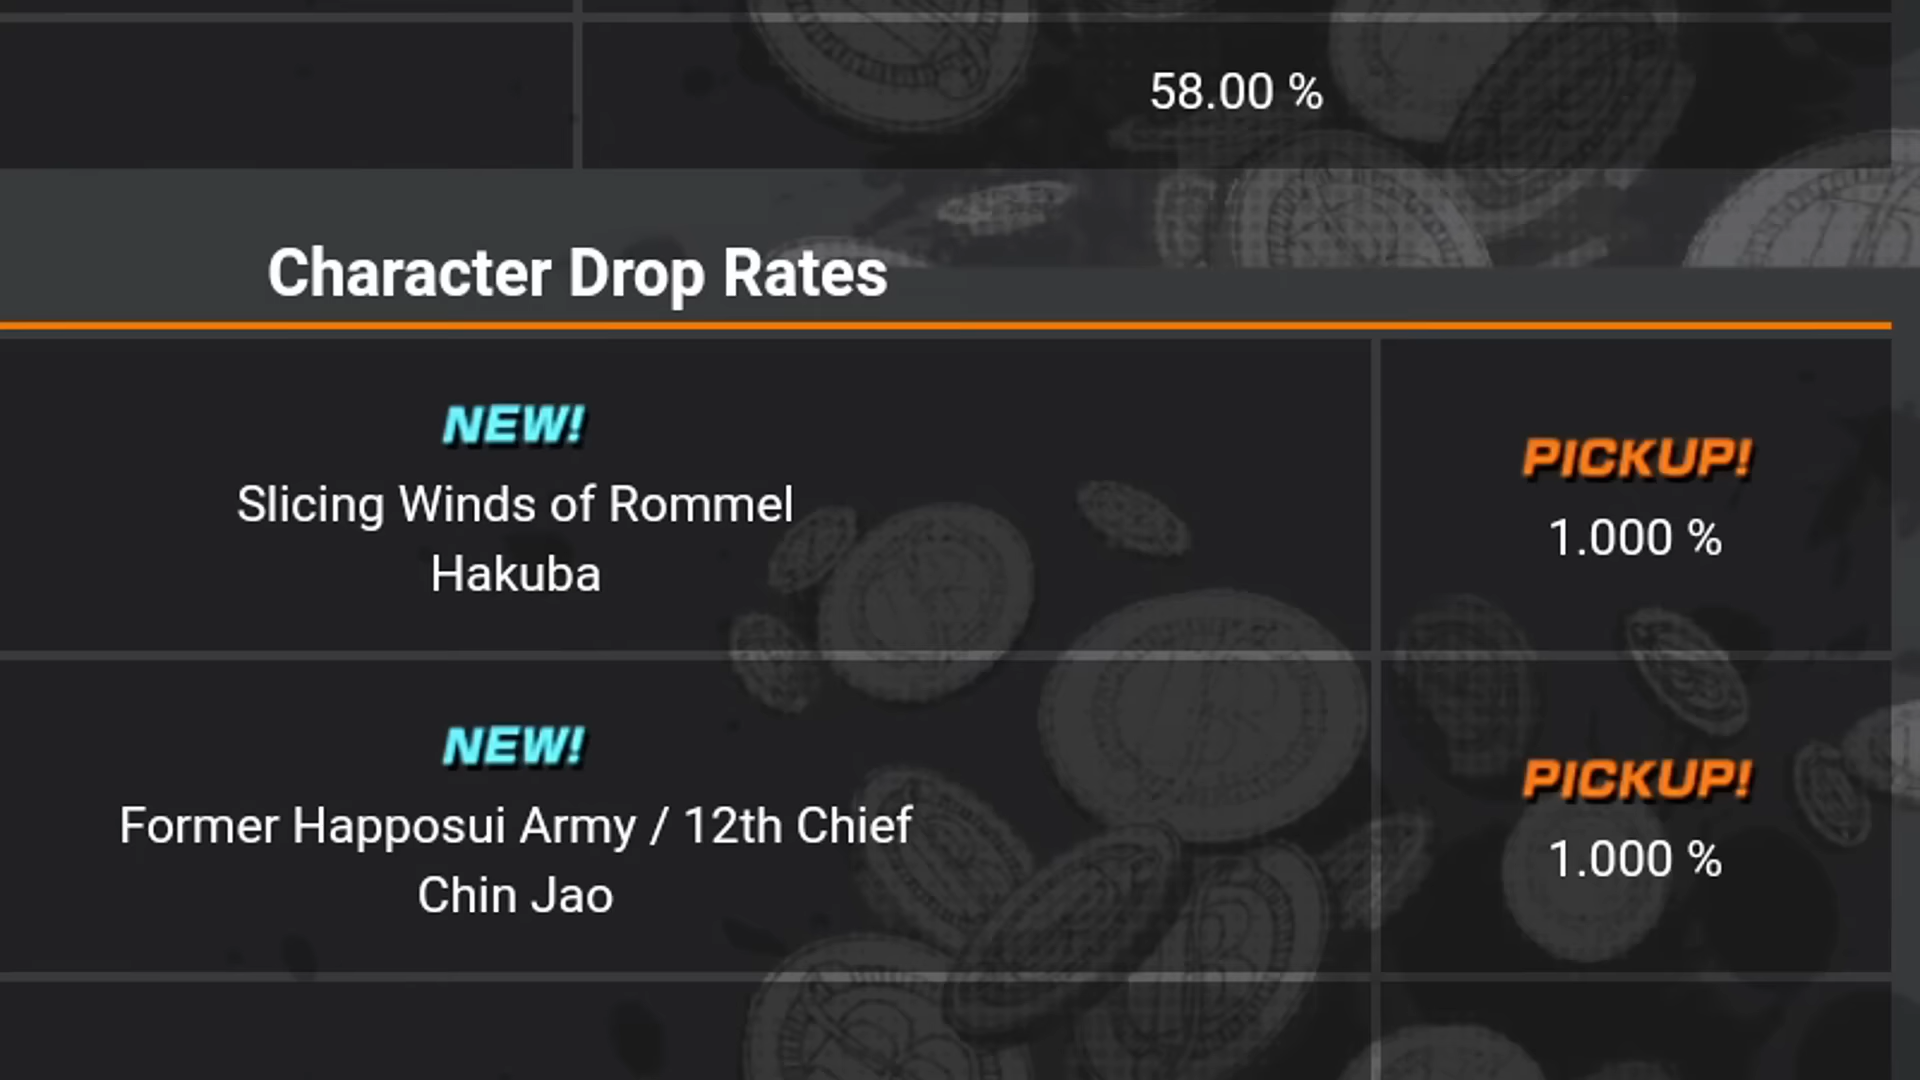 58.00 %
Character Drop Rates
NEW!
Slicing Winds of Rommel
Hakuba
PICKUP!
1.000 %
NEW!
Former Happosui Army / 12th Chief
Chin Jao
PICKUP!
1.000 %